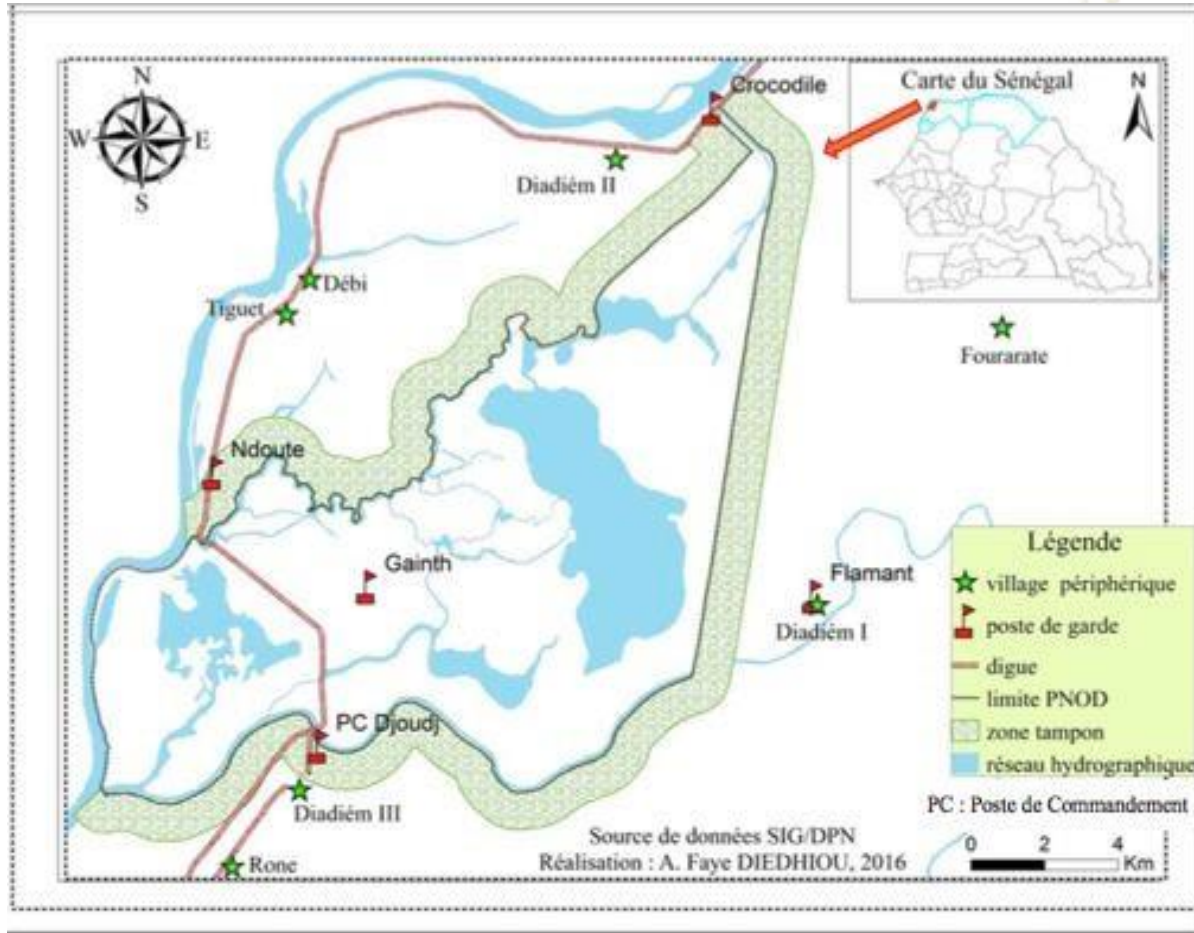 N
W E
S
Crocodile
Carte du Sénégal
N
Diadiém II
Débi
Tiguet
Fourarate
Ndoute
Gainth
Flamant
Diadiém I
PC Djoudj
Diadiém III
Rone
Légende
village périphérique
poste de garde
digue
limite PNOD
zone tampon
réseau hydrographique
PC : Poste de Commandement
Source de données SIG/DPN
Réalisation : A. Faye DIEDHIOU, 2016
0 2 4
Km